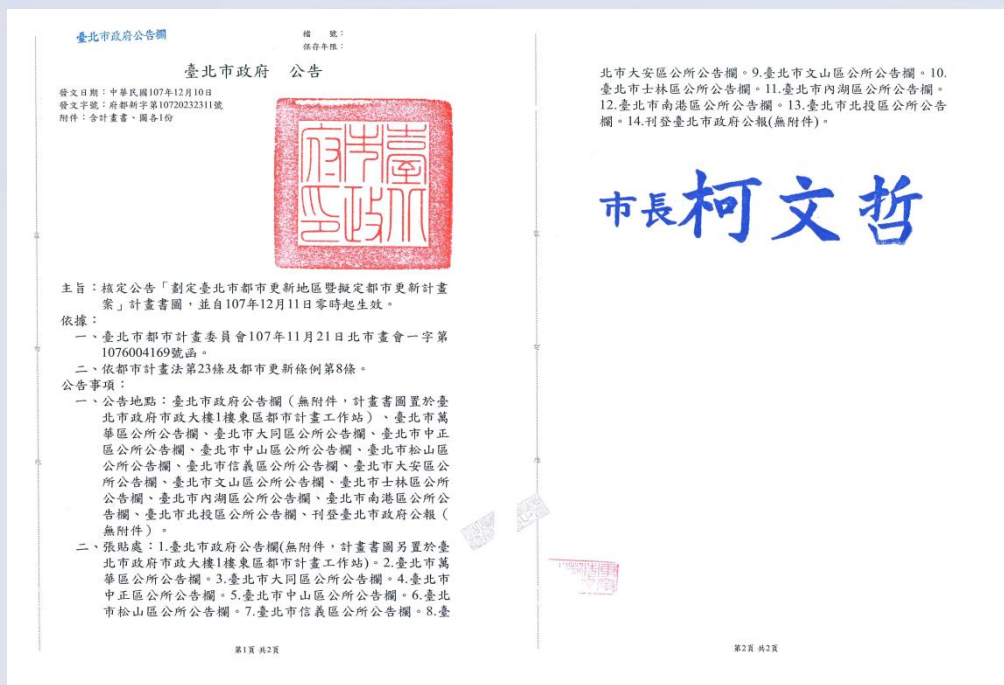 臺北市政府公告欄
檔　　號：
保存年限：
臺北市政府　公告
發文日期：中華民國107年12月10日
發文字號：府都新字第10720232311號
附件：含計畫書、圖各1份
臺北市政府印
主旨：核定公告「劃定臺北市都市更新地區暨擬定都市更新計畫
案」計畫書圖，並自107年12月11日零時起生效。
依據：
一、臺北市都市計畫委員會107年11月21日北市畫會一字第
1076004169號函。
二、依都市計畫法第23條及都市更新條例第8條。
公告事項：
一、公告地點：臺北市政府公告欄（無附件，計畫書圖置於臺
北市政府市政大樓1樓東區都市計畫工作站）、臺北市萬
華區公所公告欄、臺北市大同區公所公告欄、臺北市中正
區公所公告欄、臺北市中山區公所公告欄、臺北市松山區
公所公告欄、臺北市信義區公所公告欄、臺北市大安區公
所公告欄、臺北市文山區公所公告欄、臺北市士林區公所
公告欄、臺北市內湖區公所公告欄、臺北市南港區公所公
告欄、臺北市北投區公所公告欄、刊登臺北市政府公報（
無附件）。
二、張貼處：1.臺北市政府公告欄(無附件，計畫書圖另置於臺
北市政府市政大樓1樓東區都市計畫工作站)。2.臺北市萬
華區公所公告欄。3.臺北市大同區公所公告欄。4.臺北市
中正區公所公告欄。5.臺北市中山區公所公告欄。6.臺北
市松山區公所公告欄。7.臺北市信義區公所公告欄。8.臺
第1頁 共2頁
北市大安區公所公告欄。9.臺北市文山區公所公告欄。10.
臺北市士林區公所公告欄。11.臺北市內湖區公所公告欄。
12.臺北市南港區公所公告欄。13.臺北市北投區公所公告
欄。14.刊登臺北市政府公報(無附件)。
市長柯文哲
第2頁 共2頁